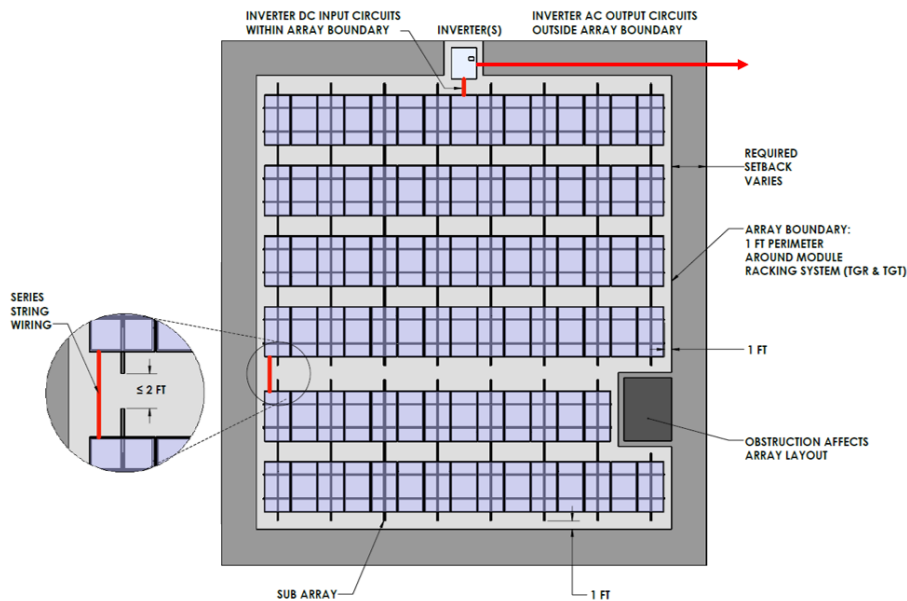 INVERTER DC INPUT CIRCUITS
WITHIN ARRAY BOUNDARY
INVERTER(S)
INVERTER AC OUTPUT CIRCUITS
OUTSIDE ARRAY BOUNDARY
REQUIRED
SETBACK
VARIES
ARRAY BOUNDARY:
1 FT PERIMETER
AROUND MODULE
RACKING SYSTEM (TGR & TGT)
SERIES
STRING
WIRING
≤ 2 FT
1 FT
OBSTRUCTION AFFECTS
ARRAY LAYOUT
SUB ARRAY
1 FT